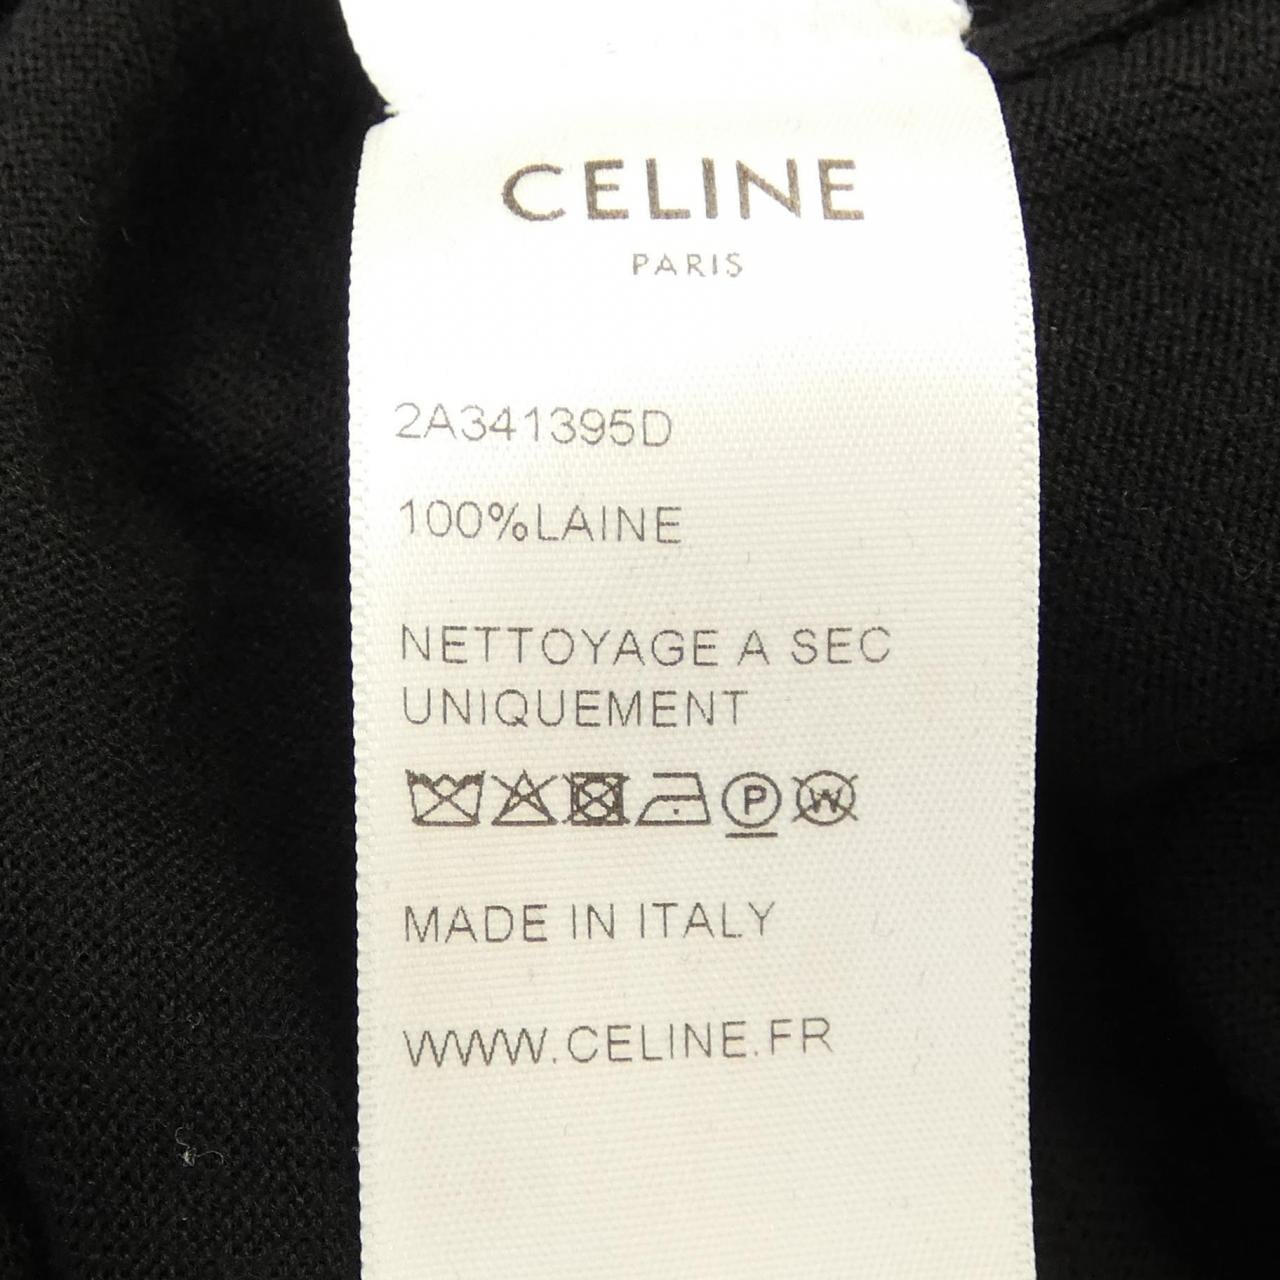 CELINE
PARIS
2A341395D
100%LAINE
NETTOYAGE A SEC
UNIQUEMENT
P W
MADE IN ITALY
WWW.CELINE.FR